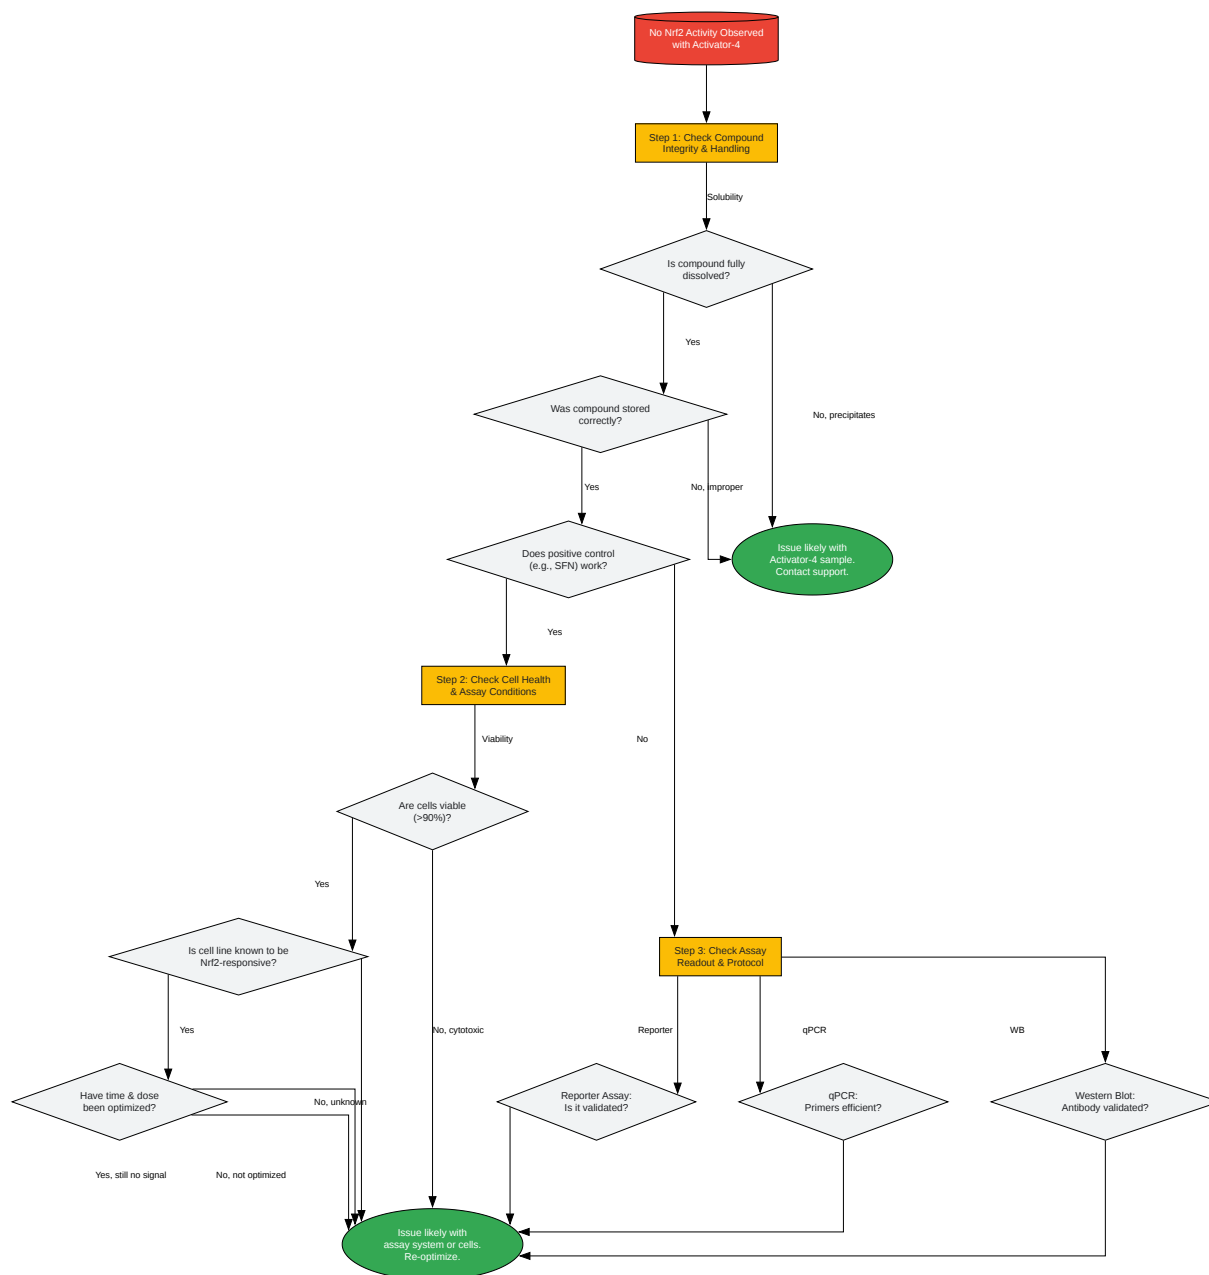 No Nrf2 Activity Observed
with Activator-4
Step 1: Check Compound
Integrity & Handling
Solubility
Is compound fully
dissolved?
Yes
Was compound stored
correctly?
No, precipitates
Yes
No, improper
Does positive control
(e.g., SFN) work?
Issue likely with
Activator-4 sample.
Contact support.
Yes
Step 2: Check Cell Health
& Assay Conditions
Viability
No
Are cells viable
(>90%)?
Yes
Is cell line known to be
Nrf2-responsive?
Step 3: Check Assay
Readout & Protocol
Yes
No, cytotoxic
Reporter
qPCR
WB
Have time & dose
been optimized?
No, unknown
Reporter Assay:
Is it validated?
qPCR:
Primers efficient?
Western Blot:
Antibody validated?
Yes, still no signal
No, not optimized
Issue likely with
assay system or cells.
Re-optimize.